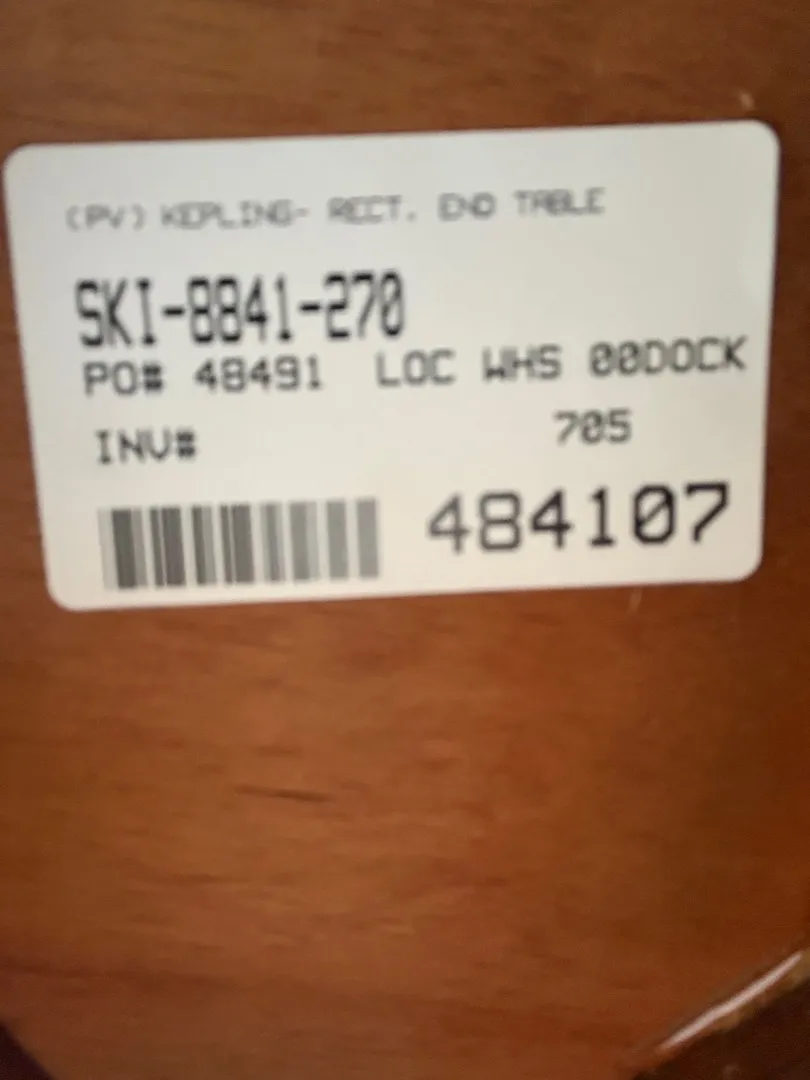 (PV) KEPLING- RECT. END TABLE
SKI-8841-270
PO# 48491 LOC WHS 00DOCK
INV# 705
484107